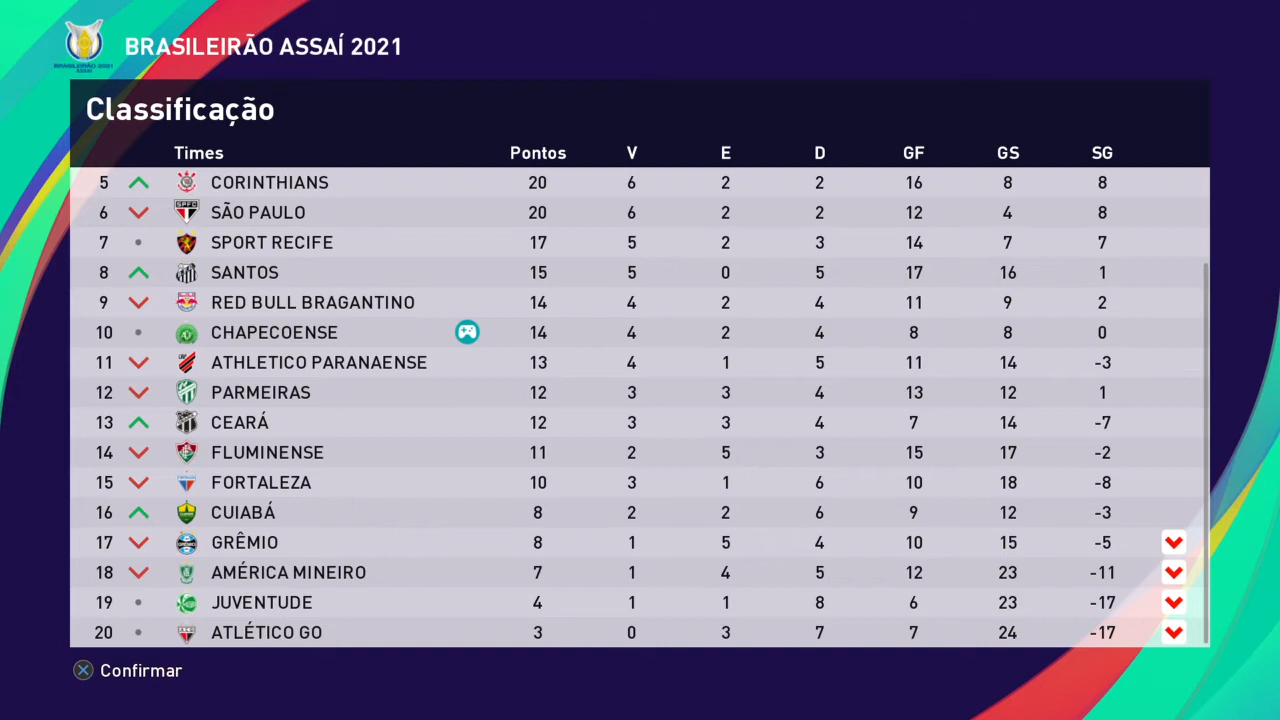 BRASILEIRÃO ASSAÍ 2021
BRASILEIRÃO 2021
ASSAÍ
Classificação
Times Pontos V E D GF GS SG
5 CORINTHIANS 20 6 2 2 16 8 8
6 SPFC SÃO PAULO 20 6 2 2 12 4 8
7 SPORT RECIFE 17 5 2 3 14 7 7
8 SANTOS 15 5 0 5 17 16 1
9 RED BULL BRAGANTINO 14 4 2 4 11 9 2
10 CHAPECOENSE 14 4 2 4 8 8 0
11 ATHLETICO PARANAENSE 13 4 1 5 11 14 -3
12 PARMEIRAS 12 3 3 4 13 12 1
13 CEARÁ 12 3 3 4 7 14 -7
14 FLUMINENSE 11 2 5 3 15 17 -2
15 FORTALEZA 10 3 1 6 10 18 -8
16 CUIABÁ 8 2 2 6 9 12 -3
17 GRÊMIO 8 1 5 4 10 15 -5
18 AMÉRICA MINEIRO 7 1 4 5 12 23 -11
19 JUVENTUDE 4 1 1 8 6 23 -17
20 ATLÉTICO GO 3 0 3 7 7 24 -17
Confirmar